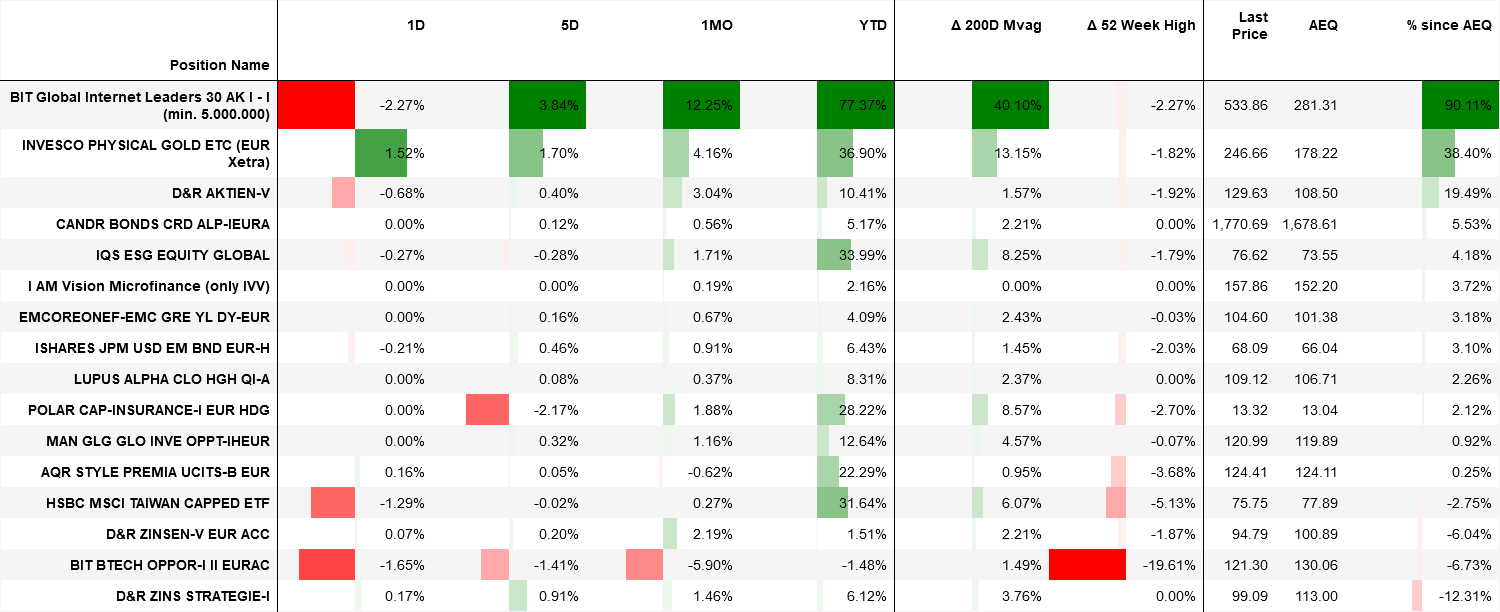 Position Name 1D 5D 1MO YTD Δ 200D Mvag Δ 52 Week High Last Price AEQ % since AEQ
BIT Global Internet Leaders 30 AK I - I (min. 5.000.000) -2.27% 3.84% 12.25% 77.37% 40.10% -2.27% 533.86 281.31 90.11%
INVESCO PHYSICAL GOLD ETC (EUR Xetra) 1.52% 1.70% 4.16% 36.90% 13.15% -1.82% 246.66 178.22 38.40%
D&R AKTIEN-V -0.68% 0.40% 3.04% 10.41% 1.57% -1.92% 129.63 108.50 19.49%
CANDR BONDS CRD ALP-IEURA 0.00% 0.12% 0.56% 5.17% 2.21% 0.00% 1,770.69 1,678.61 5.53%
IQS ESG EQUITY GLOBAL -0.27% -0.28% 1.71% 33.99% 8.25% -1.79% 76.62 73.55 4.18%
I AM Vision Microfinance (only IVV) 0.00% 0.00% 0.19% 2.16% 0.00% 0.00% 157.86 152.20 3.72%
EMCOREONEF-EMC GRE YL DY-EUR 0.00% 0.16% 0.67% 4.09% 2.43% -0.03% 104.60 101.38 3.18%
ISHARES JPM USD EM BND EUR-H -0.21% 0.46% 0.91% 6.43% 1.45% -2.03% 68.09 66.04 3.10%
LUPUS ALPHA CLO HGH QI-A 0.00% 0.08% 0.37% 8.31% 2.37% 0.00% 109.12 106.71 2.26%
POLAR CAP-INSURANCE-I EUR HDG 0.00% -2.17% 1.88% 28.22% 8.57% -2.70% 13.32 13.04 2.12%
MAN GLG GLO INVE OPPT-IHEUR 0.00% 0.32% 1.16% 12.64% 4.57% -0.07% 120.99 119.89 0.92%
AQR STYLE PREMIA UCITS-B EUR 0.16% 0.05% -0.62% 22.29% 0.95% -3.68% 124.41 124.11 0.25%
HSBC MSCI TAIWAN CAPPED ETF -1.29% -0.02% 0.27% 31.64% 6.07% -5.13% 75.75 77.89 -2.75%
D&R ZINSEN-V EUR ACC 0.07% 0.20% 2.19% 1.51% 2.21% -1.87% 94.79 100.89 -6.04%
BIT BTECH OPPOR-I II EURAC -1.65% -1.41% -5.90% -1.48% 1.49% -19.61% 121.30 130.06 -6.73%
D&R ZINS STRATEGIE-I 0.17% 0.91% 1.46% 6.12% 3.76% 0.00% 99.09 113.00 -12.31%